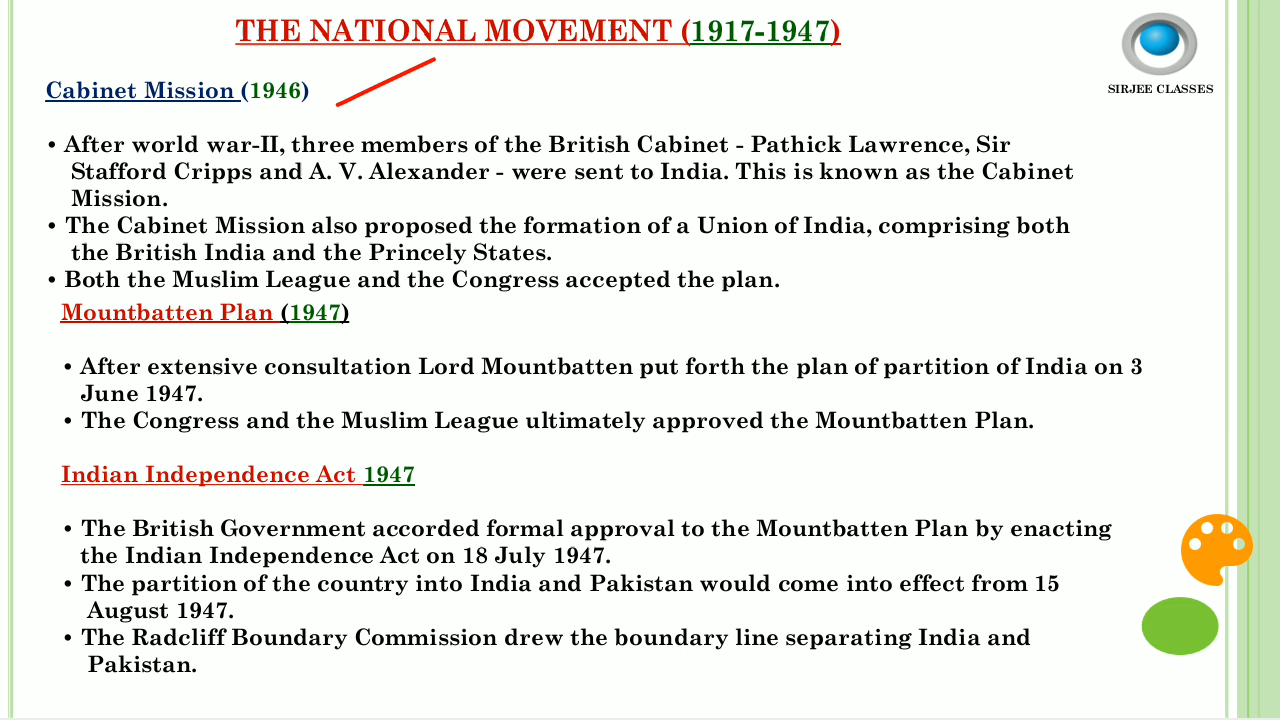 THE NATIONAL MOVEMENT (1917-1947)
SIRJEE CLASSES
Cabinet Mission (1946)
• After world war-II, three members of the British Cabinet - Pathick Lawrence, Sir
Stafford Cripps and A. V. Alexander - were sent to India. This is known as the Cabinet
Mission.
• The Cabinet Mission also proposed the formation of a Union of India, comprising both
the British India and the Princely States.
• Both the Muslim League and the Congress accepted the plan.
Mountbatten Plan (1947)
• After extensive consultation Lord Mountbatten put forth the plan of partition of India on 3
June 1947.
• The Congress and the Muslim League ultimately approved the Mountbatten Plan.
Indian Independence Act 1947
• The British Government accorded formal approval to the Mountbatten Plan by enacting
the Indian Independence Act on 18 July 1947.
• The partition of the country into India and Pakistan would come into effect from 15
August 1947.
• The Radcliff Boundary Commission drew the boundary line separating India and
Pakistan.